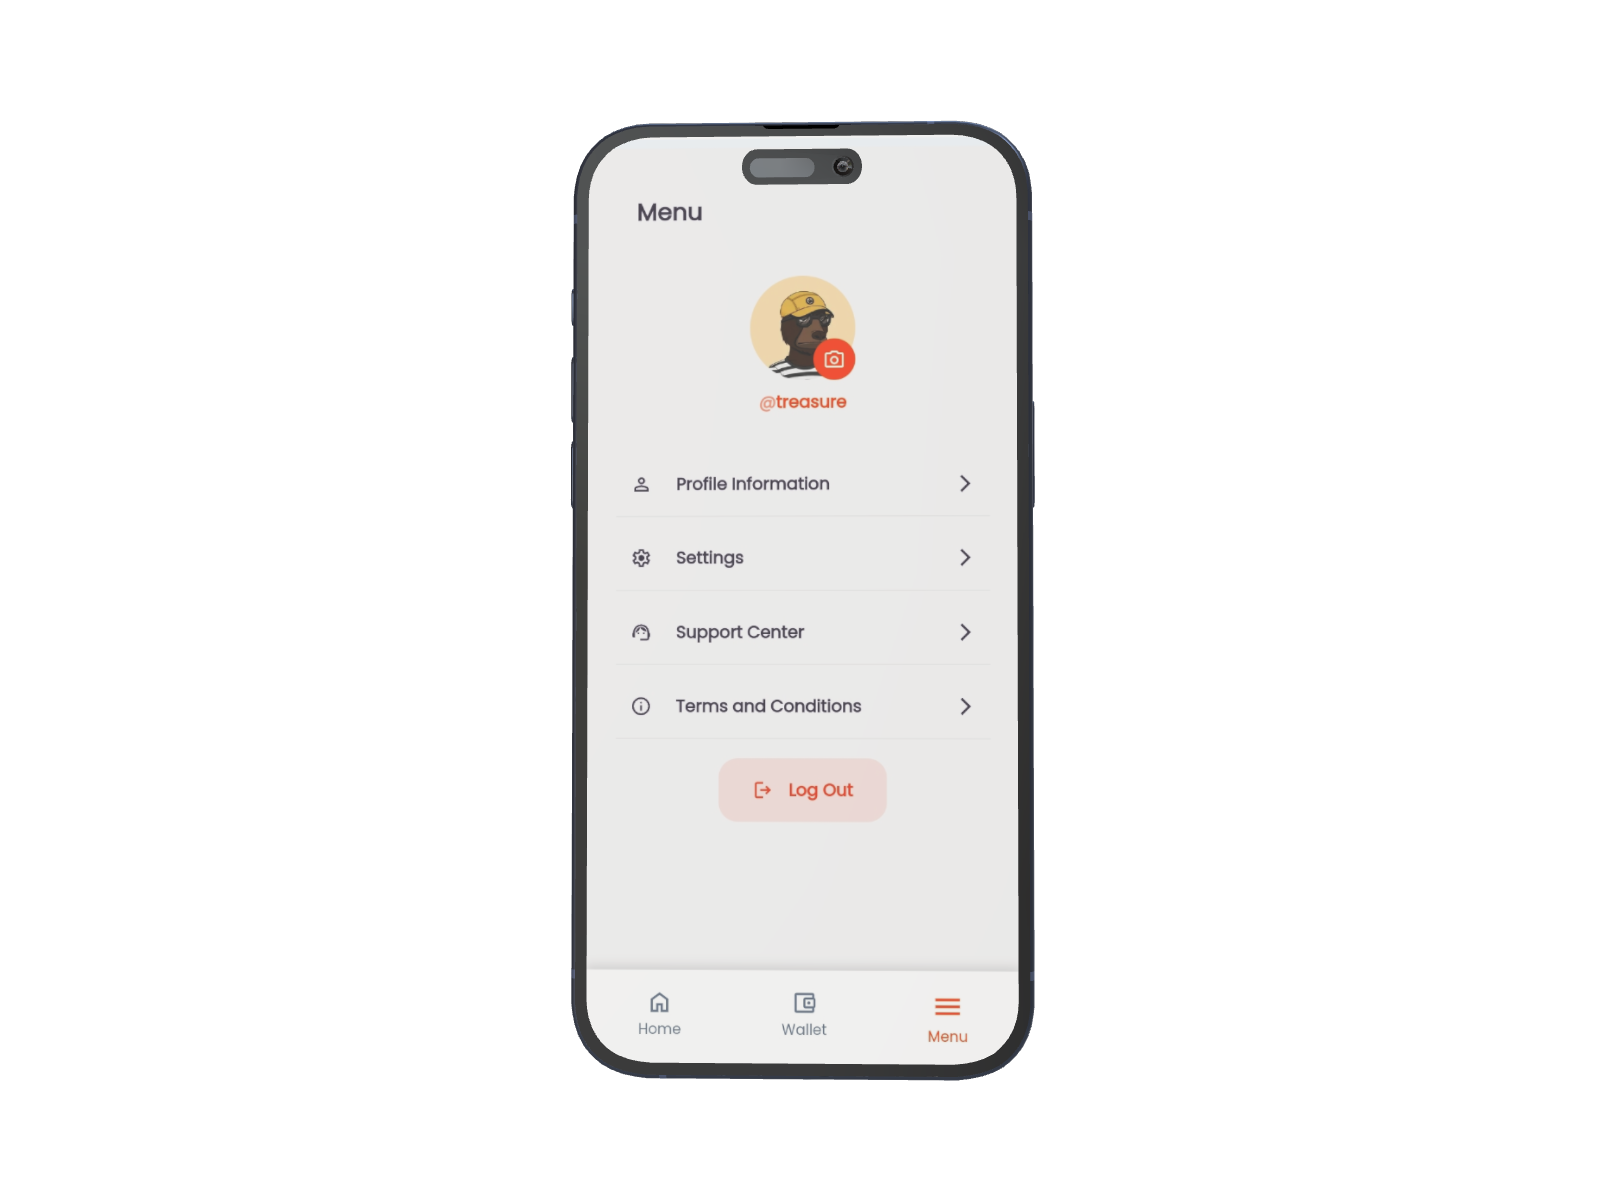 Menu
@treasure
Profile Information
Settings
Support Center
Terms and Conditions
Log Out
Home
Wallet
Menu